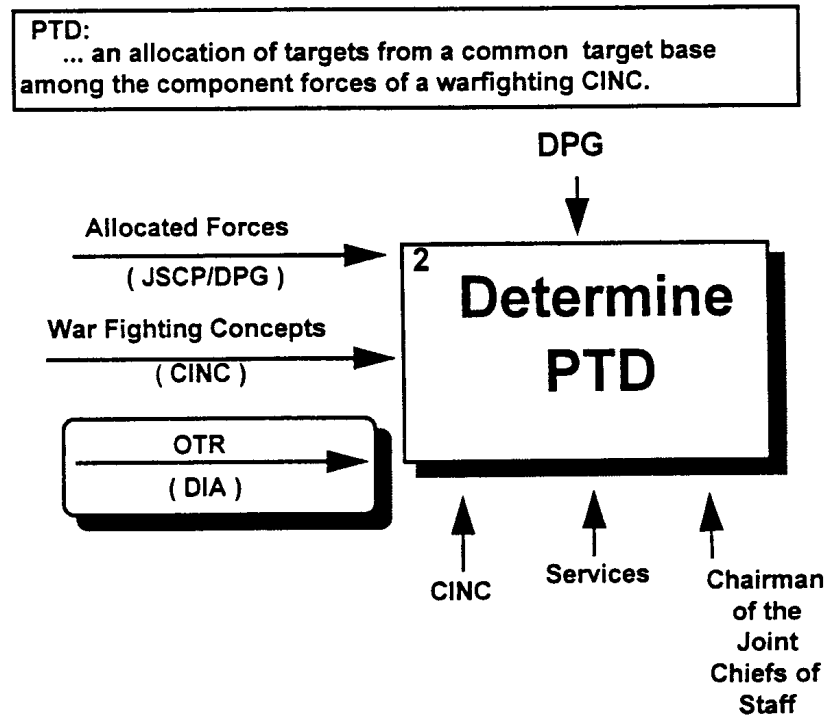 PTD:
... an allocation of targets from a common target base
among the component forces of a warfighting CINC.
DPG
Allocated Forces
( JSCP/DPG )
War Fighting Concepts
( CINC )
OTR
( DIA )
2
Determine
PTD
CINC
Services
Chairman
of the
Joint
Chiefs of
Staff